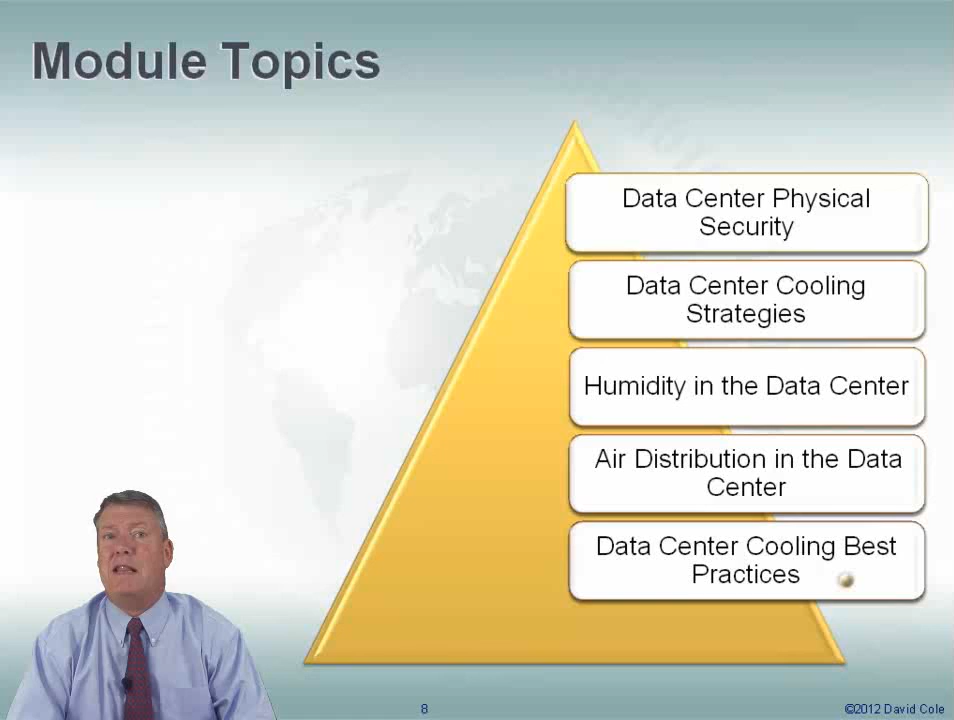 Module Topics
Data Center Physical
Security
Data Center Cooling
Strategies
Humidity in the Data Center
Air Distribution in the Data
Center
Data Center Cooling Best
Practices
8
©2012 David Cole